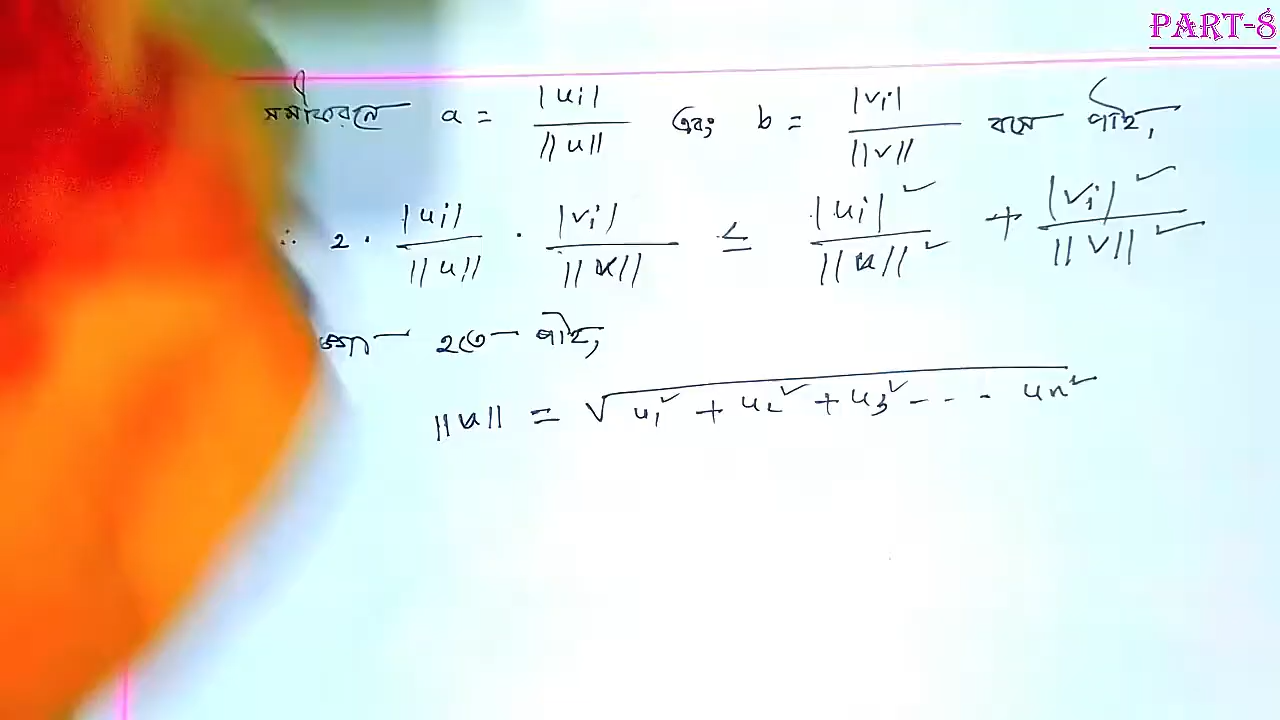 PART-8
সমীকরনে a = |ui| / ||u|| এবং b = |vi| / ||v|| বসে পাই,
∴ 2 · |ui| / ||u|| · |vi| / ||v|| ≤ |ui|² / ||u||² + |vi|² / ||v||²
হতে পাই,
||u|| = √(u₁² + u₂² + u₃² - - - un²)